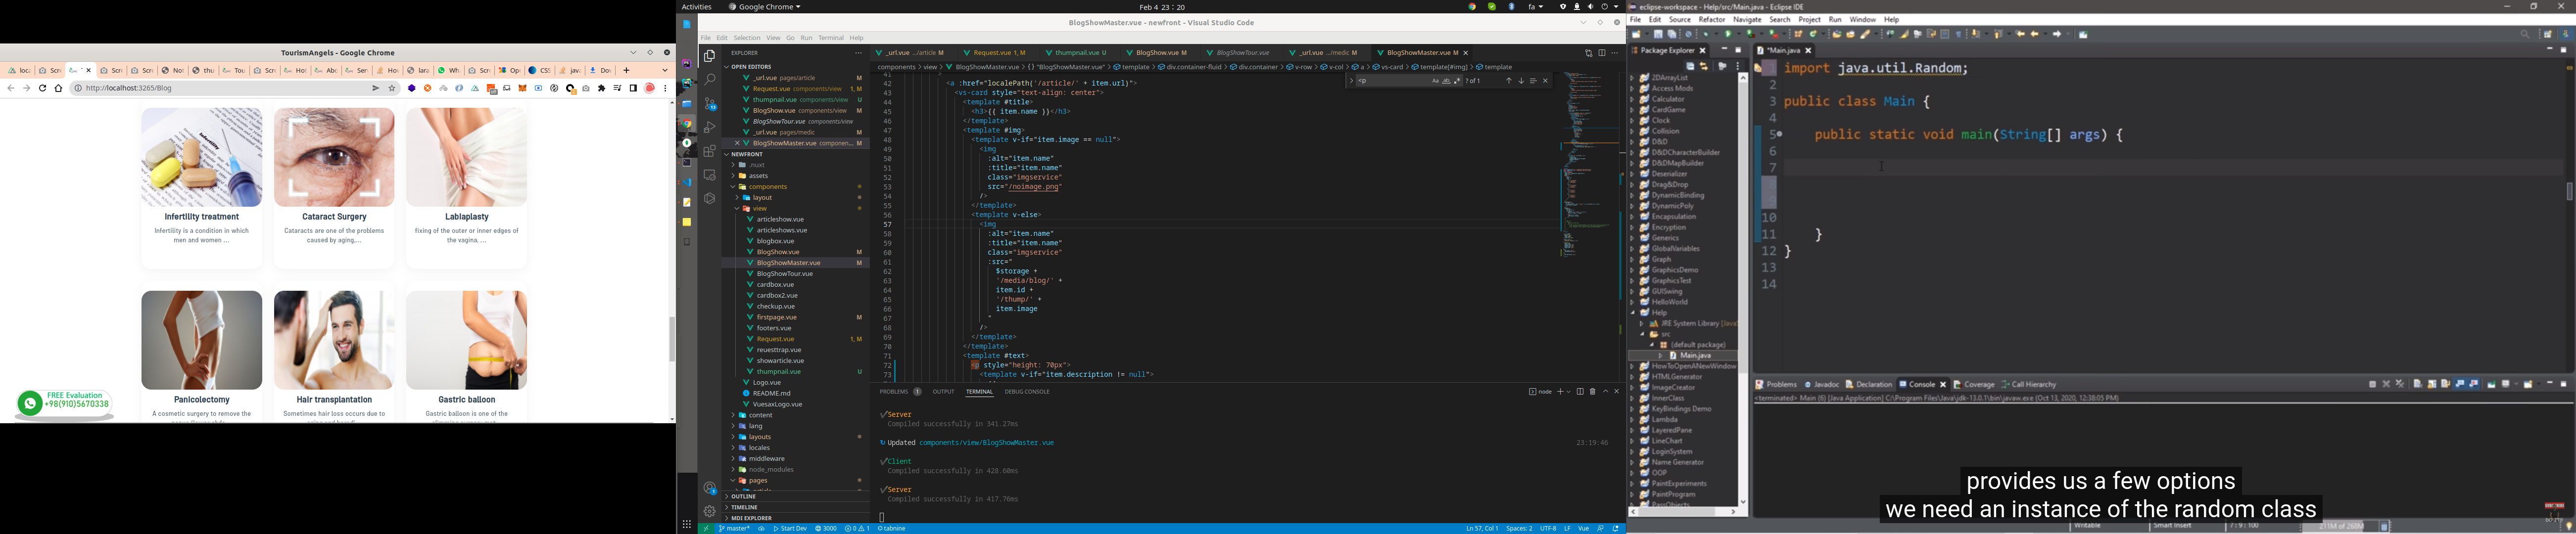 TourismAngels - Google Chrome
http://localhost:3265/Blog
Infertility treatment
Infertility is a condition in which
men and women ...
Cataract Surgery
Cataracts are one of the problems
caused by aging,...
Labiaplasty
fixing of the outer or inner edges of
the vagina, ...
Panicolectomy
A cosmetic surgery to remove the
Hair transplantation
Sometimes hair loss occurs due to
Gastric balloon
Gastric balloon is one of the
FREE Evaluation
+98(910)5670338
Activities
Google Chrome
Feb 4 23:20
fa
BlogShowMaster.vue - newfront - Visual Studio Code
File Edit Selection View Go Run Terminal Help
EXPLORER
OPEN EDITORS
_url.vue pages/article
Request.vue components/view 1, M
thumpnail.vue components/view U
BlogShow.vue components/view M
BlogShowTour.vue components/view
_url.vue pages/medic M
BlogShowMaster.vue componen... M
NEWFRONT
.nuxt
assets
components
layout
view
articleshow.vue
articleshows.vue
blogbox.vue
BlogShow.vue M
BlogShowMaster.vue M
BlogShowTour.vue
cardbox.vue
cardbox2.vue
checkup.vue
firstpage.vue M
footers.vue
Request.vue 1, M
reuesttrap.vue
showarticle.vue
thumpnail.vue U
Logo.vue
README.md
VuesaxLogo.vue
content
lang
layouts
locales
middleware
node_modules
pages
OUTLINE
TIMELINE
MDI EXPLORER
_url.vue .../article M
Request.vue 1, M
thumpnail.vue U
BlogShow.vue M
BlogShowTour.vue
_url.vue .../medic M
BlogShowMaster.vue M
components > view > BlogShowMaster.vue > "BlogShowMaster.vue" > template > div.container-fluid > div.container > v-row > v-col > a > vs-card > template[#img] > template
<p
? of 1
41
42 <a :href="localePath('/article/' + item.url)">
43 <vs-card style="text-align: center">
44 <template #title>
45 <h3>{{ item.name }}</h3>
46 </template>
47 <template #img>
48 <template v-if="item.image == null">
49 <img
50 :alt="item.name"
51 :title="item.name"
52 class="imgservice"
53 src="/noimage.png"
54 />
55 </template>
56 <template v-else>
57 <img
58 :alt="item.name"
59 :title="item.name"
60 class="imgservice"
61 :src="
62 $storage +
63 '/media/blog/' +
64 item.id +
65 '/thump/' +
66 item.image
67 "
68 />
69 </template>
70 </template>
71 <template #text>
72 <p style="height: 70px">
73 <template v-if="item.description != null">
PROBLEMS 1 OUTPUT TERMINAL DEBUG CONSOLE
node
✓Server
Compiled successfully in 341.27ms
Updated components/view/BlogShowMaster.vue
23:19:46
✓Client
Compiled successfully in 428.60ms
✓Server
Compiled successfully in 417.76ms
master* Start Dev 3000 0 1 tabnine
Ln 57, Col 1 Spaces: 2 UTF-8 LF Vue
eclipse-workspace - Help/src/Main.java - Eclipse IDE
File Edit Source Refactor Navigate Search Project Run Window Help
Package Explorer
2DArrayList
Access Mods
Calculator
CardGame
Clock
Collision
D&D
D&DCharacterBuilder
D&DMapBuilder
Deserializer
Drag&Drop
DynamicBinding
DynamicPoly
Encapsulation
Encryption
Generics
GlobalVariables
Graph
GraphicsDemo
GraphicsTest
GUISwing
HelloWorld
Help
JRE System Library
src
(default package)
Main.java
HowToOpenANewWindow
HTMLGenerator
ImageCreator
InnerClass
KeyBindings Demo
Lambda
LayeredPane
LineChart
LoginSystem
Name Generator
OOP
PaintExperiments
PaintProgram
*Main.java
1 import java.util.Random;
2
3 public class Main {
4
5 public static void main(String[] args) {
6
7
10
11 }
12 }
13
14
Problems Javadoc Declaration Console Coverage Call Hierarchy
<terminated> Main (6) [Java Application] C:\Program Files\Java\jdk-13.0.1\bin\javaw.exe (Oct 13, 2020, 12:38:05 PM)
provides us a few options
we need an instance of the random class
Writable Smart Insert 7 : 9 : 100